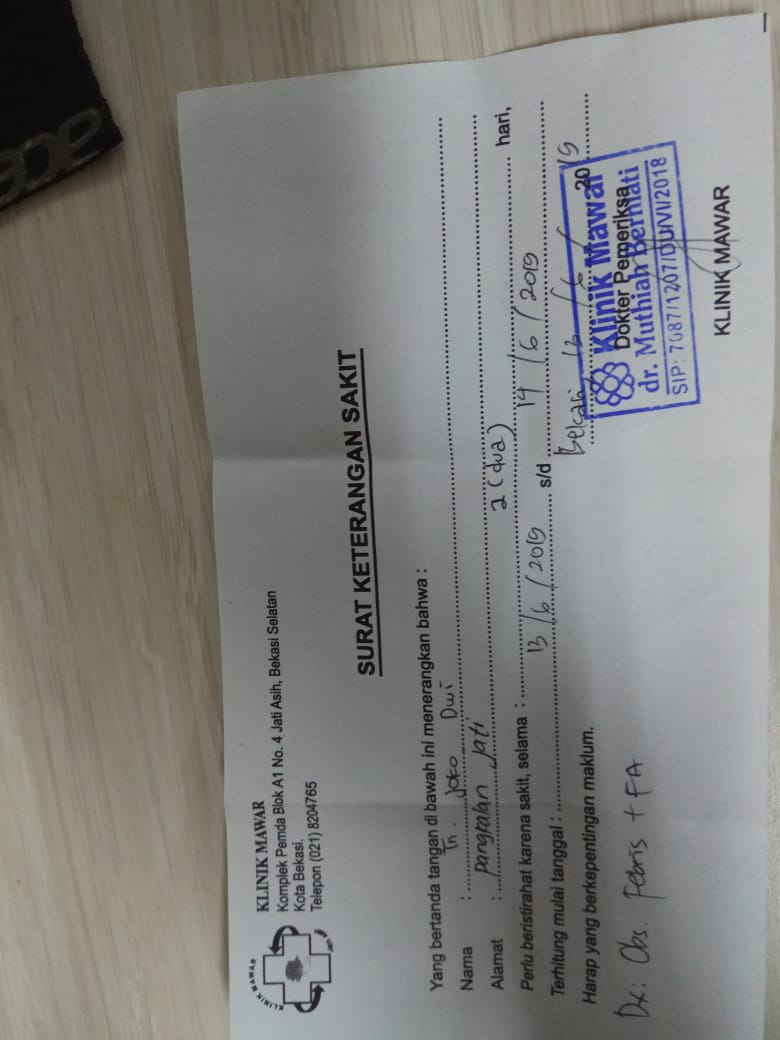 acer
KLINIK MAWAR
KLINIK MAWAR
Komplek Pemda Blok A1 No. 4 Jati Asih, Bekasi Selatan
Kota Bekasi.
Telepon (021) 8204765
SURAT KETERANGAN SAKIT
Yang bertanda tangan di bawah ini menerangkan bahwa :
Nama : Tn. Joko Dwi
Alamat : Pangkalan Jati
Perlu beristirahat karena sakit, selama : 2 (dua) hari,
Terhitung mulai tanggal : 13/6/2019 s/d 14/6/2019
Harap yang berkepentingan maklum.
Bekasi 13/6/2019
Klinik Mawar
Dokter Pemeriksa
dr. Muthiah Berniati
SIP: 7087/1207/DU/VI/2018
KLINIK MAWAR
Dx: Obs. Febris + FA